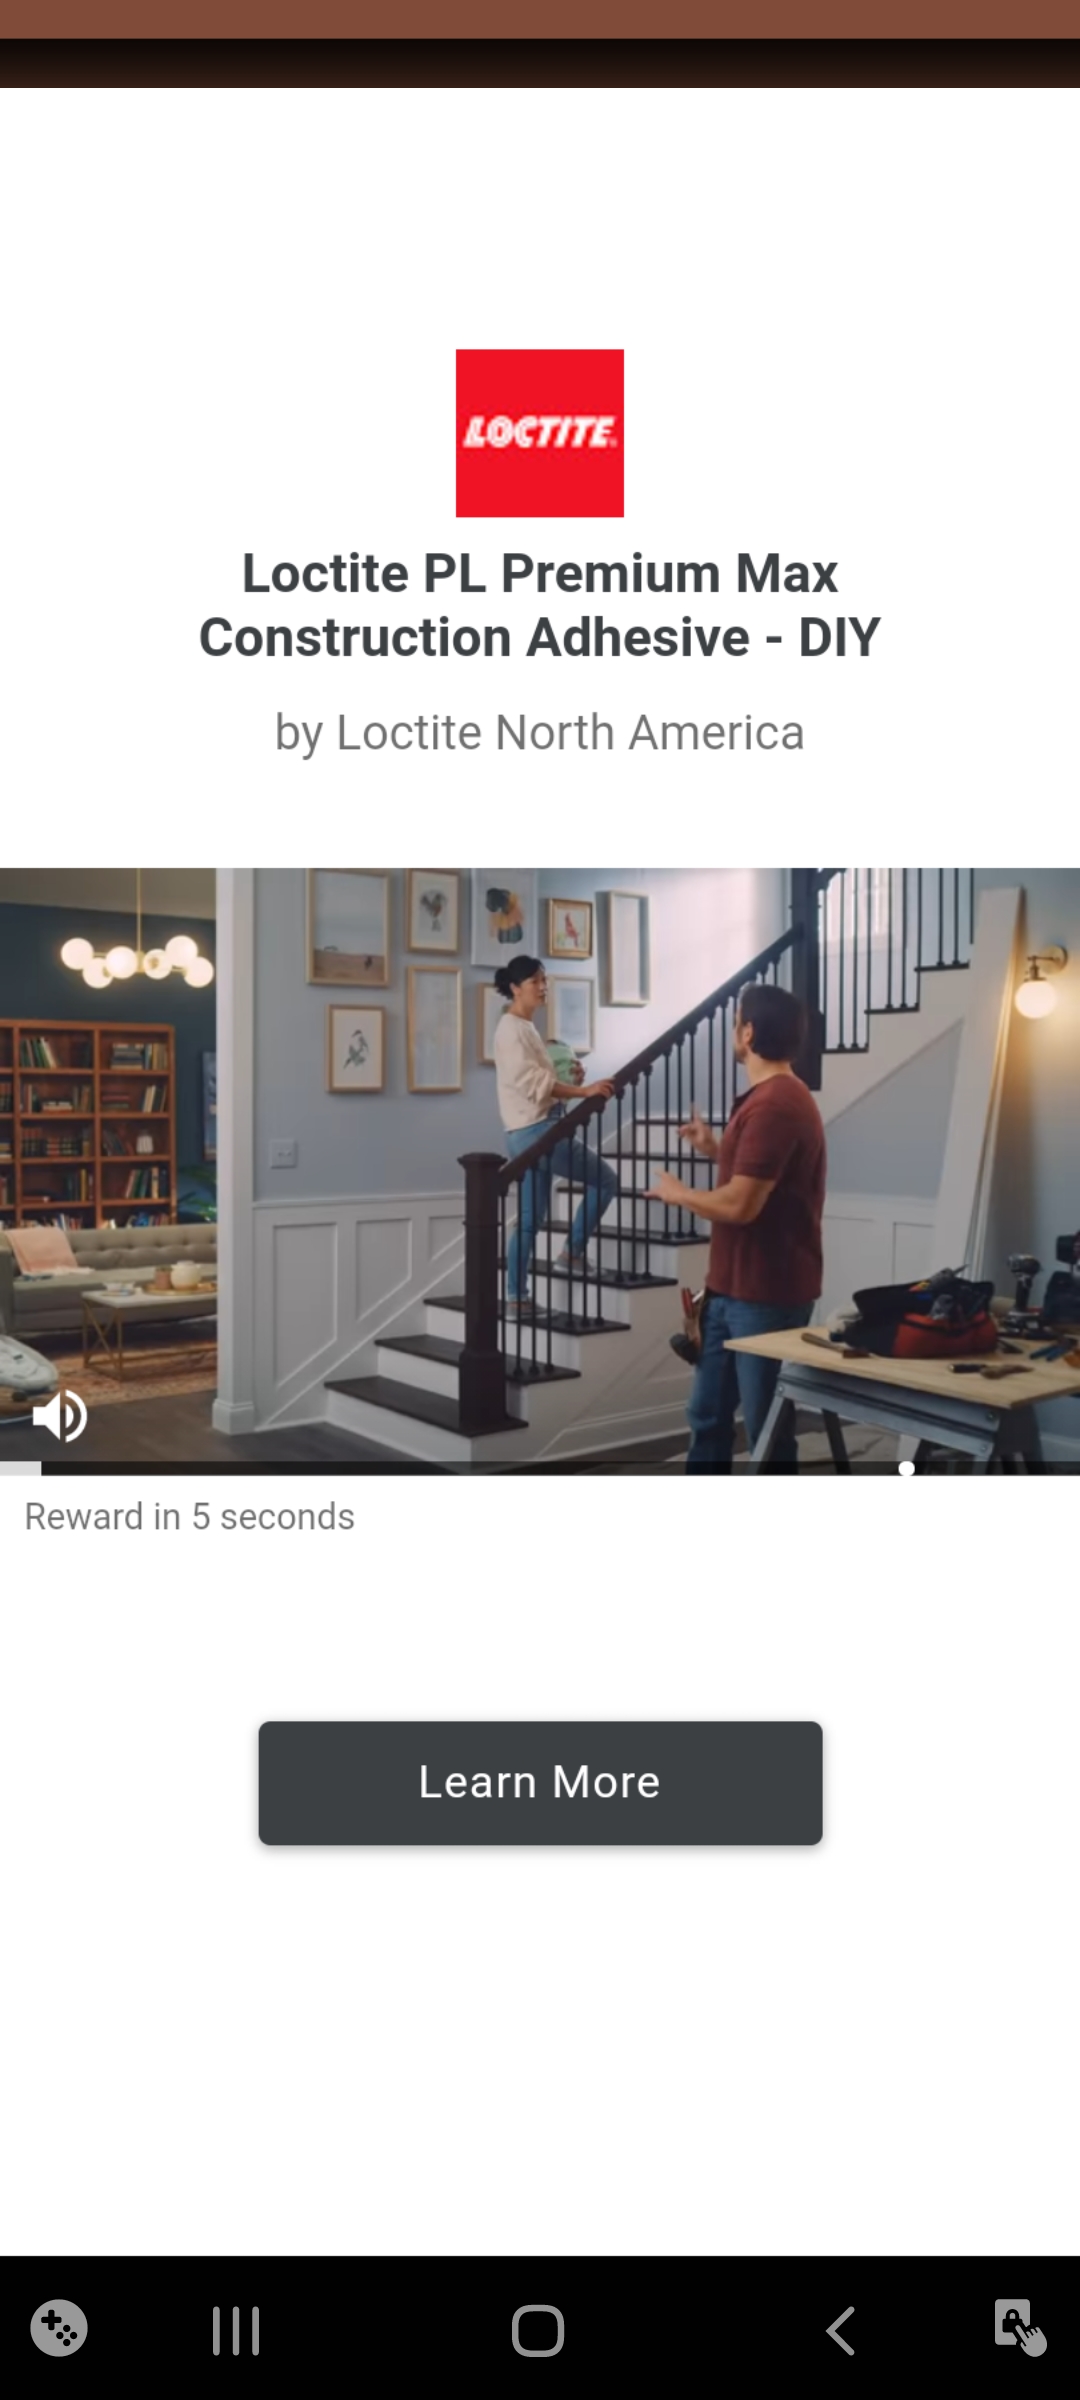 LOCTITE
Loctite PL Premium Max
Construction Adhesive - DIY
by Loctite North America
Reward in 5 seconds
Learn More